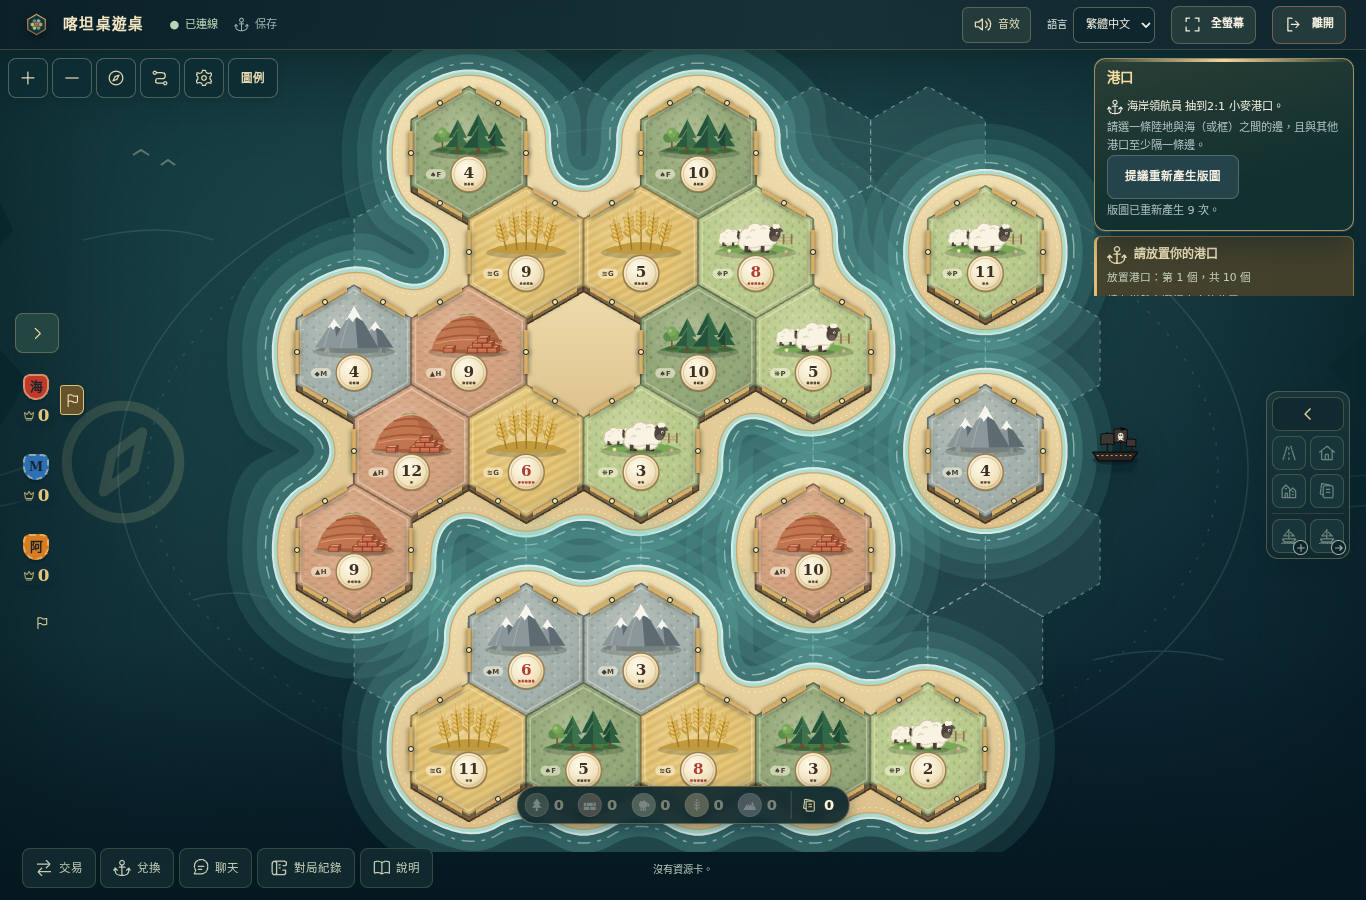 喀坦桌遊桌
已連線
保存
音效
語言
繁體中文
全螢幕
離開
圖例
港口
海岸領航員 抽到2:1 小麥港口。
請選一條陸地與海（或框）之間的邊，且與其他
港口至少隔一條邊。
提議重新產生版圖
版圖已重新產生 9 次。
請放置你的港口
放置港口：第 1 個，共 10 個
海
0
M
0
阿
0
♠F
4
♠F
10
≋G
9
≋G
5
❋P
8
❋P
11
◆M
4
▲H
9
♠F
10
❋P
5
▲H
12
≋G
6
❋P
3
◆M
4
▲H
9
▲H
10
◆M
6
◆M
3
≋G
11
♠F
5
≋G
8
♠F
3
❋P
2
0
0
0
0
0
0
交易
兌換
聊天
對局紀錄
說明
沒有資源卡。